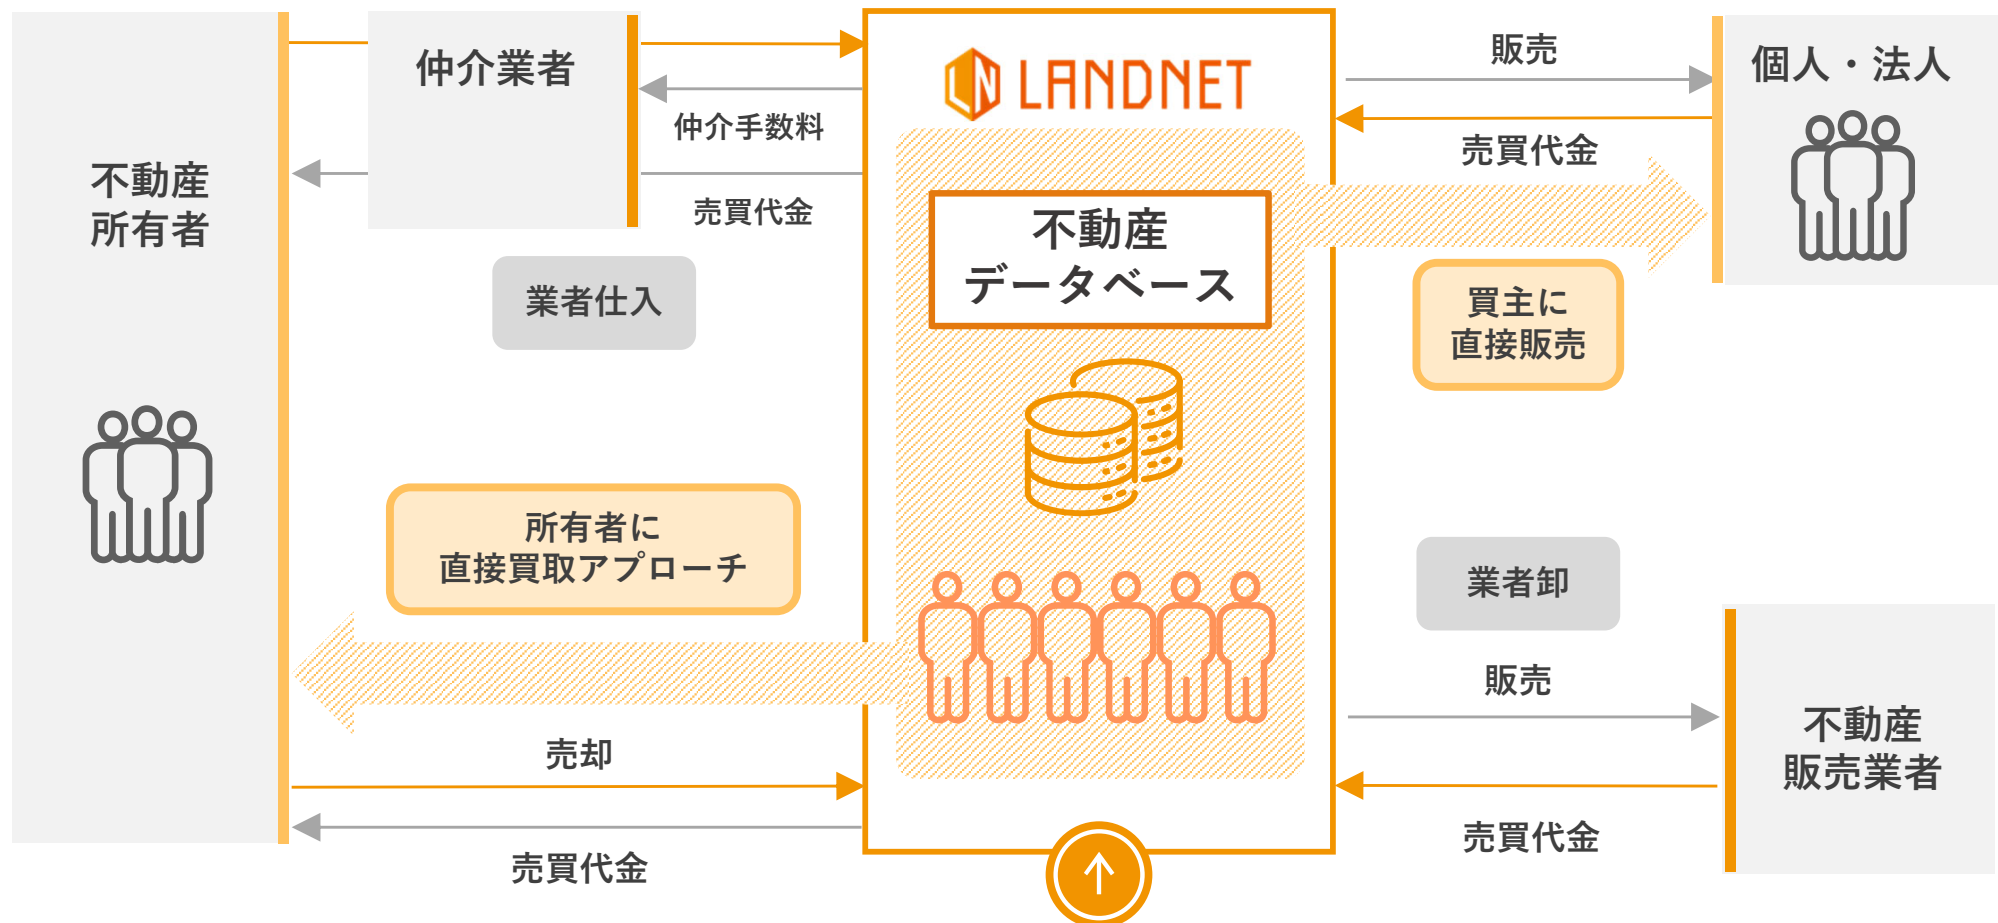 不動産
所有者
仲介業者
仲介手数料
売買代金
業者仕入
所有者に
直接買取アプローチ
売却
売買代金
LANDNET
不動産
データベース
販売
売買代金
個人・法人
買主に
直接販売
業者卸
販売
売買代金
不動産
販売業者